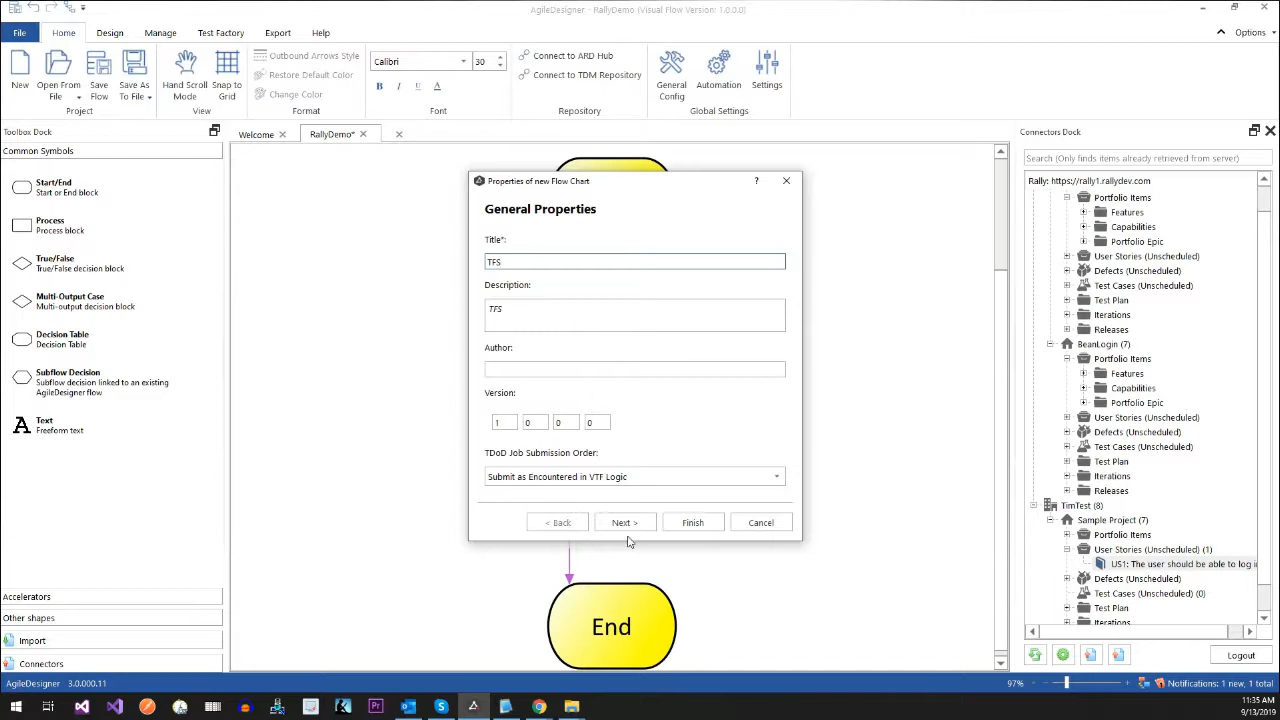 AgileDesigner - RallyDemo (Visual Flow Version: 1.0.0.0)
File Home Design Manage Test Factory Export Help Options
New
Open From File
Save Flow
Save As To File
Project
Hand Scroll Mode
Snap to Grid
View
Outbound Arrows Style
Restore Default Color
Change Color
Format
Calibri 30
B I U A
Font
Connect to ARD Hub
Connect to TDM Repository
Repository
General Config
Automation
Settings
Global Settings
Toolbox Dock
Common Symbols
Start/End
Start or End block
Process
Process block
True/False
True/False decision block
Multi-Output Case
Multi-output decision block
Decision Table
Decision Table
Subflow Decision
Subflow decision linked to an existing
AgileDesigner flow
A Text
Freeform text
Accelerators
Other shapes
Import
Connectors
Welcome
RallyDemo*
Properties of new Flow Chart ?
General Properties
Title*:
TFS
Description:
TFS
Author:
Version:
1 0 0 0
TDoD Job Submission Order:
Submit as Encountered in VTF Logic
< Back Next > Finish Cancel
End
Connectors Dock
Search (Only finds items already retrieved from server)
Rally: https://rally1.rallydev.com
Portfolio Items
Features
Capabilities
Portfolio Epic
User Stories (Unscheduled)
Defects (Unscheduled)
Test Cases (Unscheduled)
Test Plan
Iterations
Releases
BeanLogin (7)
Portfolio Items
Features
Capabilities
Portfolio Epic
User Stories (Unscheduled)
Defects (Unscheduled)
Test Cases (Unscheduled)
Test Plan
Iterations
Releases
TimTest (8)
Sample Project (7)
Portfolio Items
User Stories (Unscheduled) (1)
US1: The user should be able to log in
Defects (Unscheduled)
Test Cases (Unscheduled) (0)
Test Plan
Iterations
Logout
AgileDesigner - 3.0.000.11
97%
Notifications: 1 new, 1 total
11:35 AM
9/13/2019